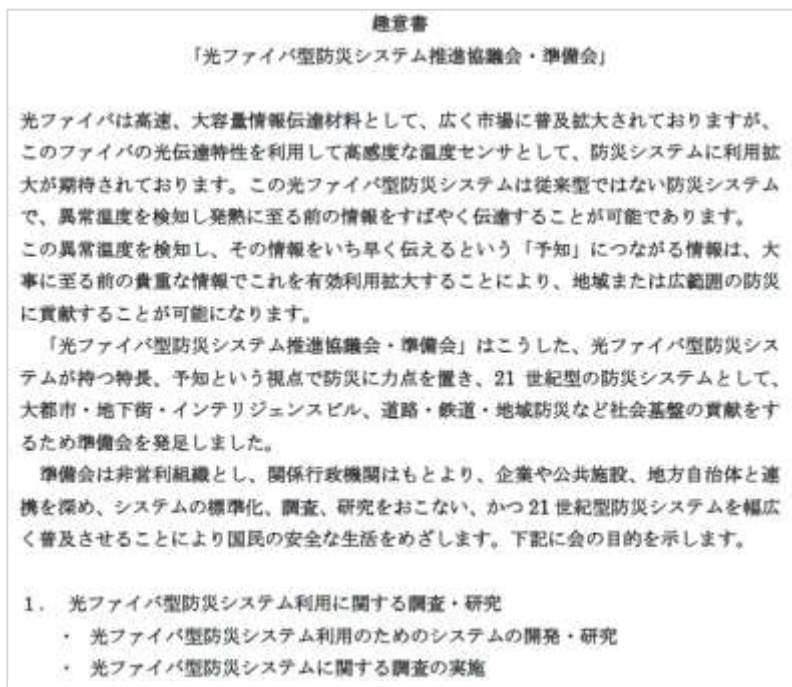 趣意書
「光ファイバ型防災システム推進協議会・準備会」
光ファイバは高速、大容量情報伝達材料として、広く市場に普及拡大されておりますが、
このファイバの光伝達特性を利用して高感度な温度センサとして、防災システムに利用拡
大が期待されております。この光ファイバ型防災システムは従来型ではない防災システム
で、異常温度を検知し発熱に至る前の情報をすばやく伝達することが可能であります。
この異常温度を検知し、その情報をいち早く伝えるという「予知」につながる情報は、大
事に至る前の貴重な情報でこれを有効利用拡大することにより、地域または広範囲の防災
に貢献することが可能になります。
「光ファイバ型防災システム推進協議会・準備会」はこうした、光ファイバ型防災シス
テムが持つ特長、予知という視点で防災に力点を置き、21 世紀型の防災システムとして、
大都市・地下街・インテリジェンスビル、道路・鉄道・地域防災など社会基盤の貢献をす
るため準備会を発足しました。
準備会は非営利組織とし、関係行政機関はもとより、企業や公共施設、地方自治体と連
携を深め、システムの標準化、調査、研究をおこない、かつ 21 世紀型防災システムを幅広
く普及させることにより国民の安全な生活をめざします。下記に会の目的を示します。
1. 光ファイバ型防災システム利用に関する調査・研究
・ 光ファイバ型防災システム利用のためのシステムの開発・研究
・ 光ファイバ型防災システムに関する調査の実施